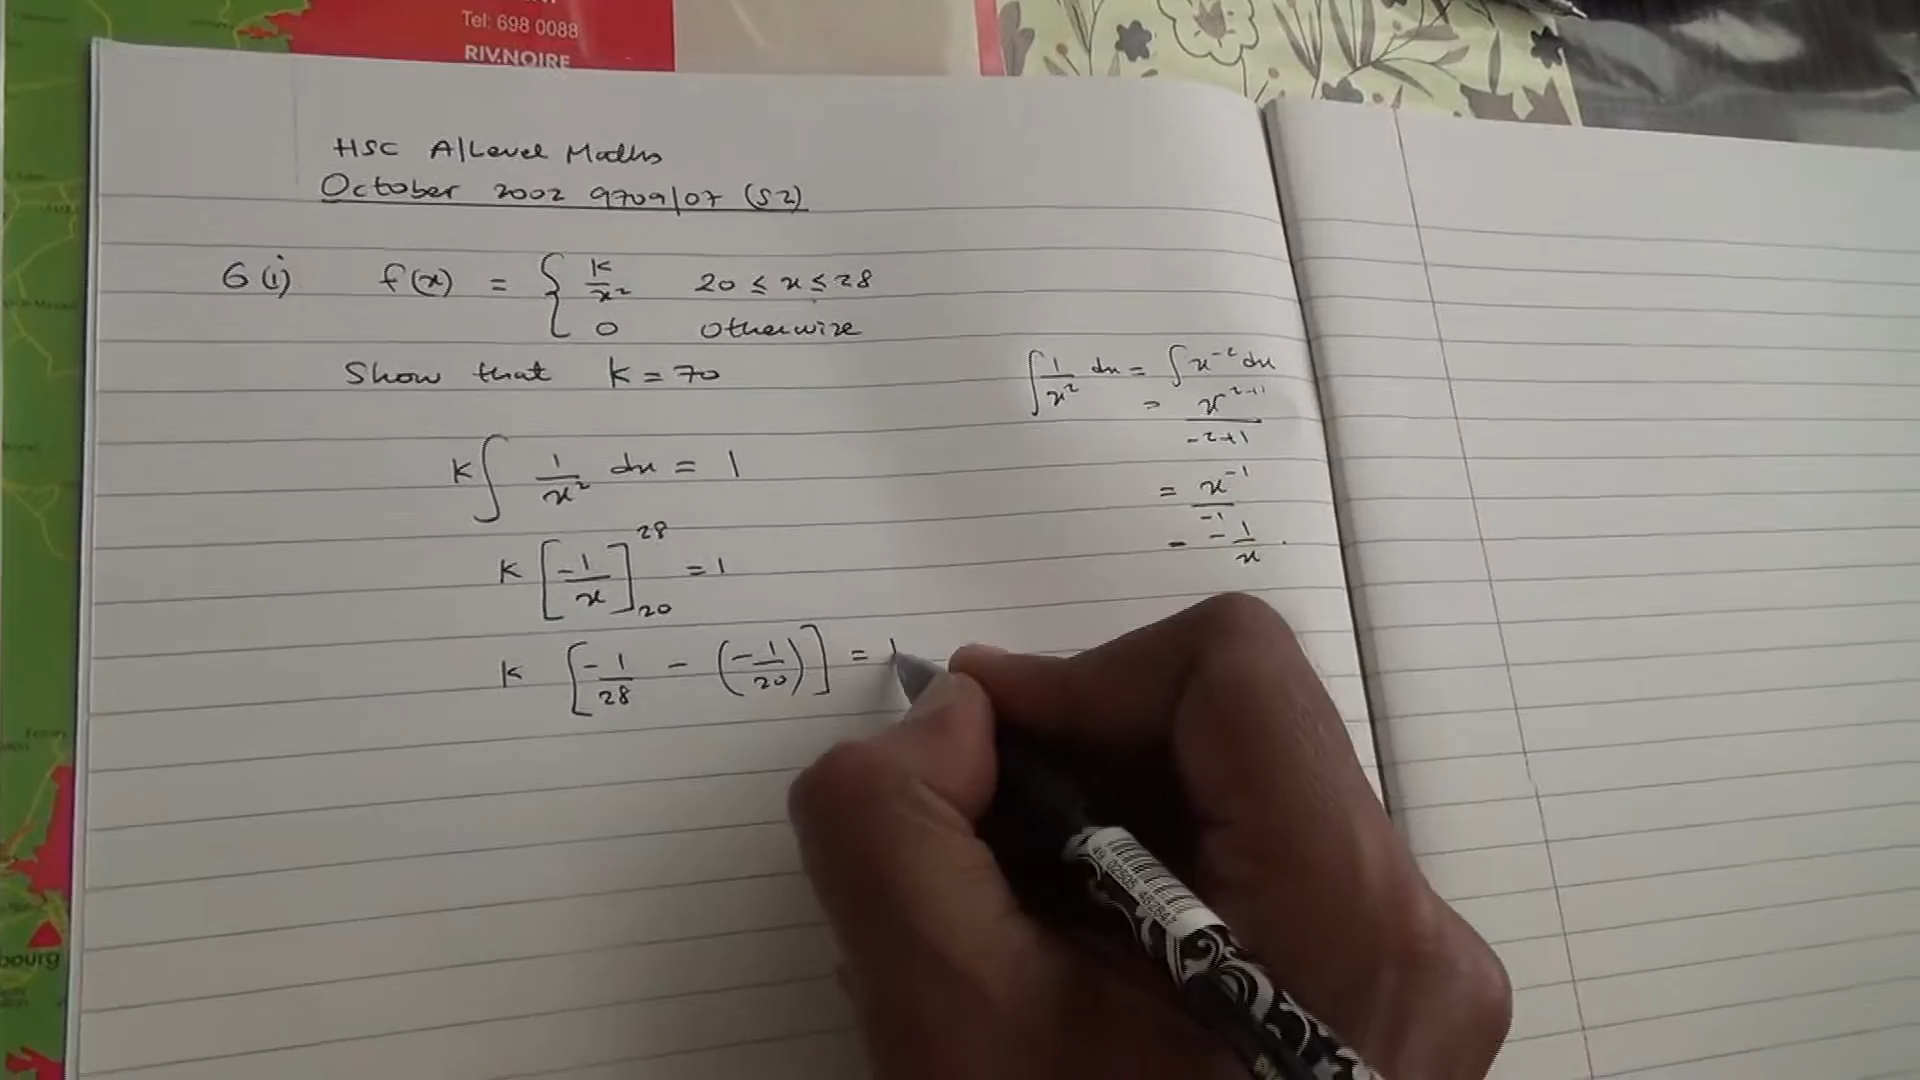 Tel: 698 0088
RIV.NOIRE
HSC A/Level Maths
October 2002 9709/07 (S2)
6 (i) f(x) = { k/x² 20 ≤ x ≤ 28
0 otherwise
Show that k = 70
k ∫ 1/x² dx = 1
k [-1/x]₂₀²⁸ = 1
k [-1/28 - (-1/20)] = 1
∫ 1/x² dx = ∫ x⁻² dx
= x²⁺¹/-2+1
= x⁻¹/-1
= -1/x .
bourg